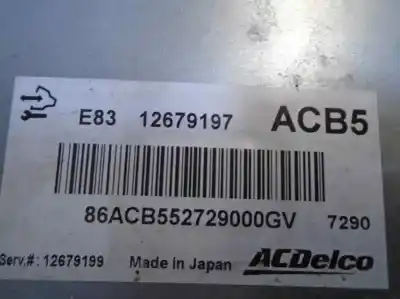 E83 12679197 ACB5
86ACB552729000GV 7290
Serv.#: 12679199 Made in Japan ACDelco